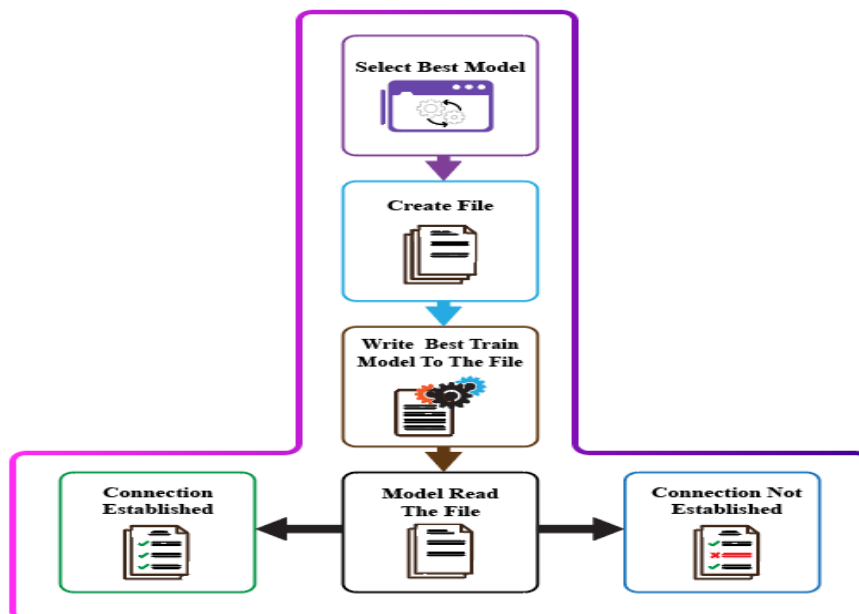 Select Best Model
Create File
Write Best Train
Model To The File
Connection
Established
Model Read
The File
Connection Not
Established